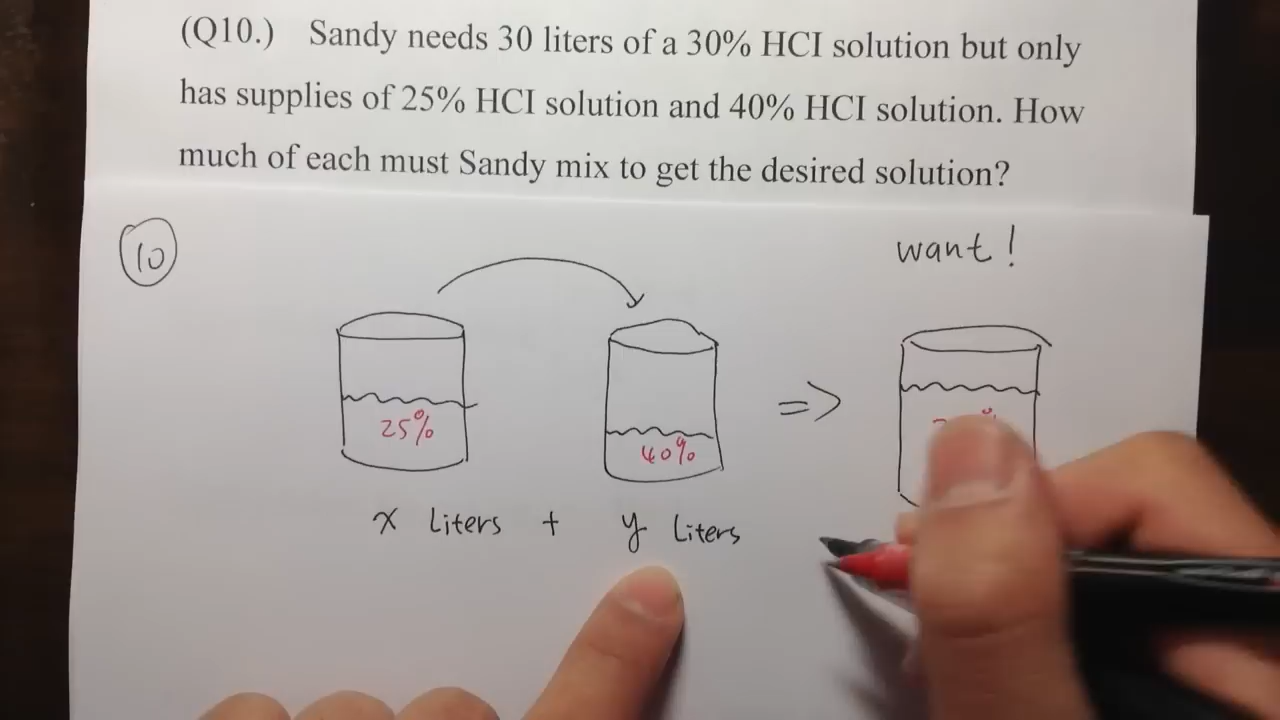 (Q10.) Sandy needs 30 liters of a 30% HCI solution but only
has supplies of 25% HCI solution and 40% HCI solution. How
much of each must Sandy mix to get the desired solution?
10
want!
25%
40%
x Liters + y Liters
=>